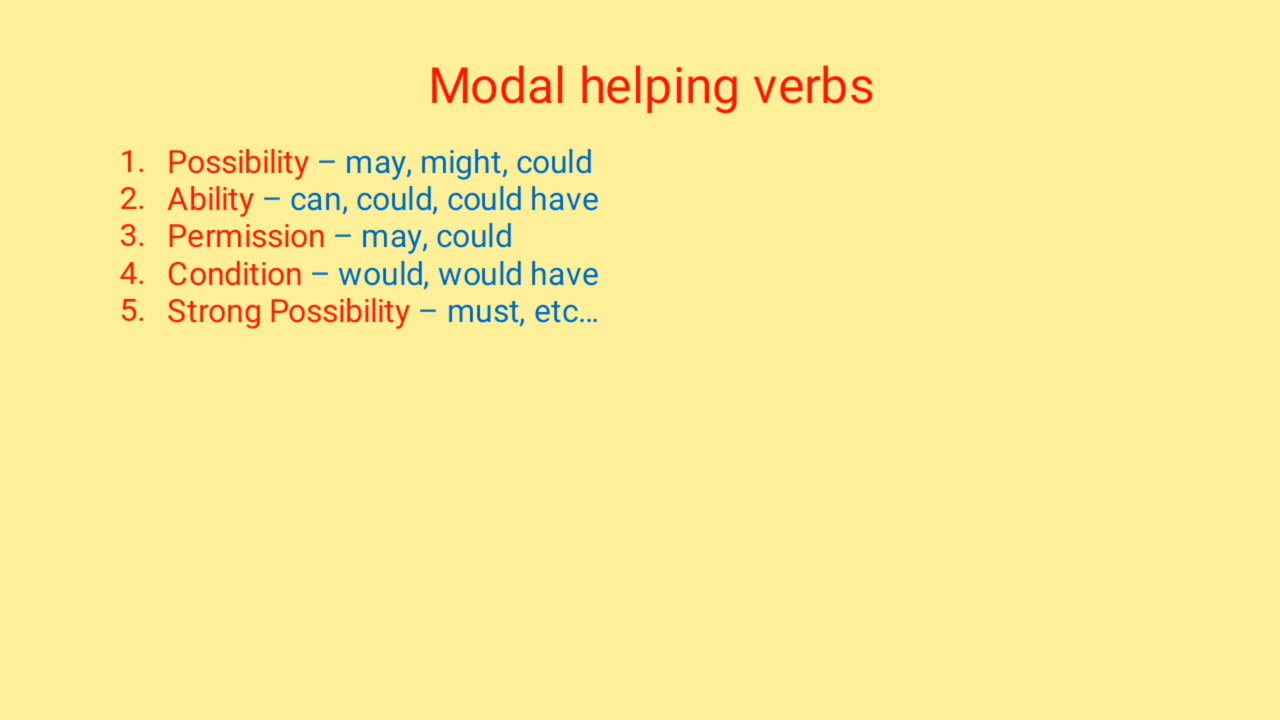 Modal helping verbs
1. Possibility – may, might, could
2. Ability – can, could, could have
3. Permission – may, could
4. Condition – would, would have
5. Strong Possibility – must, etc…